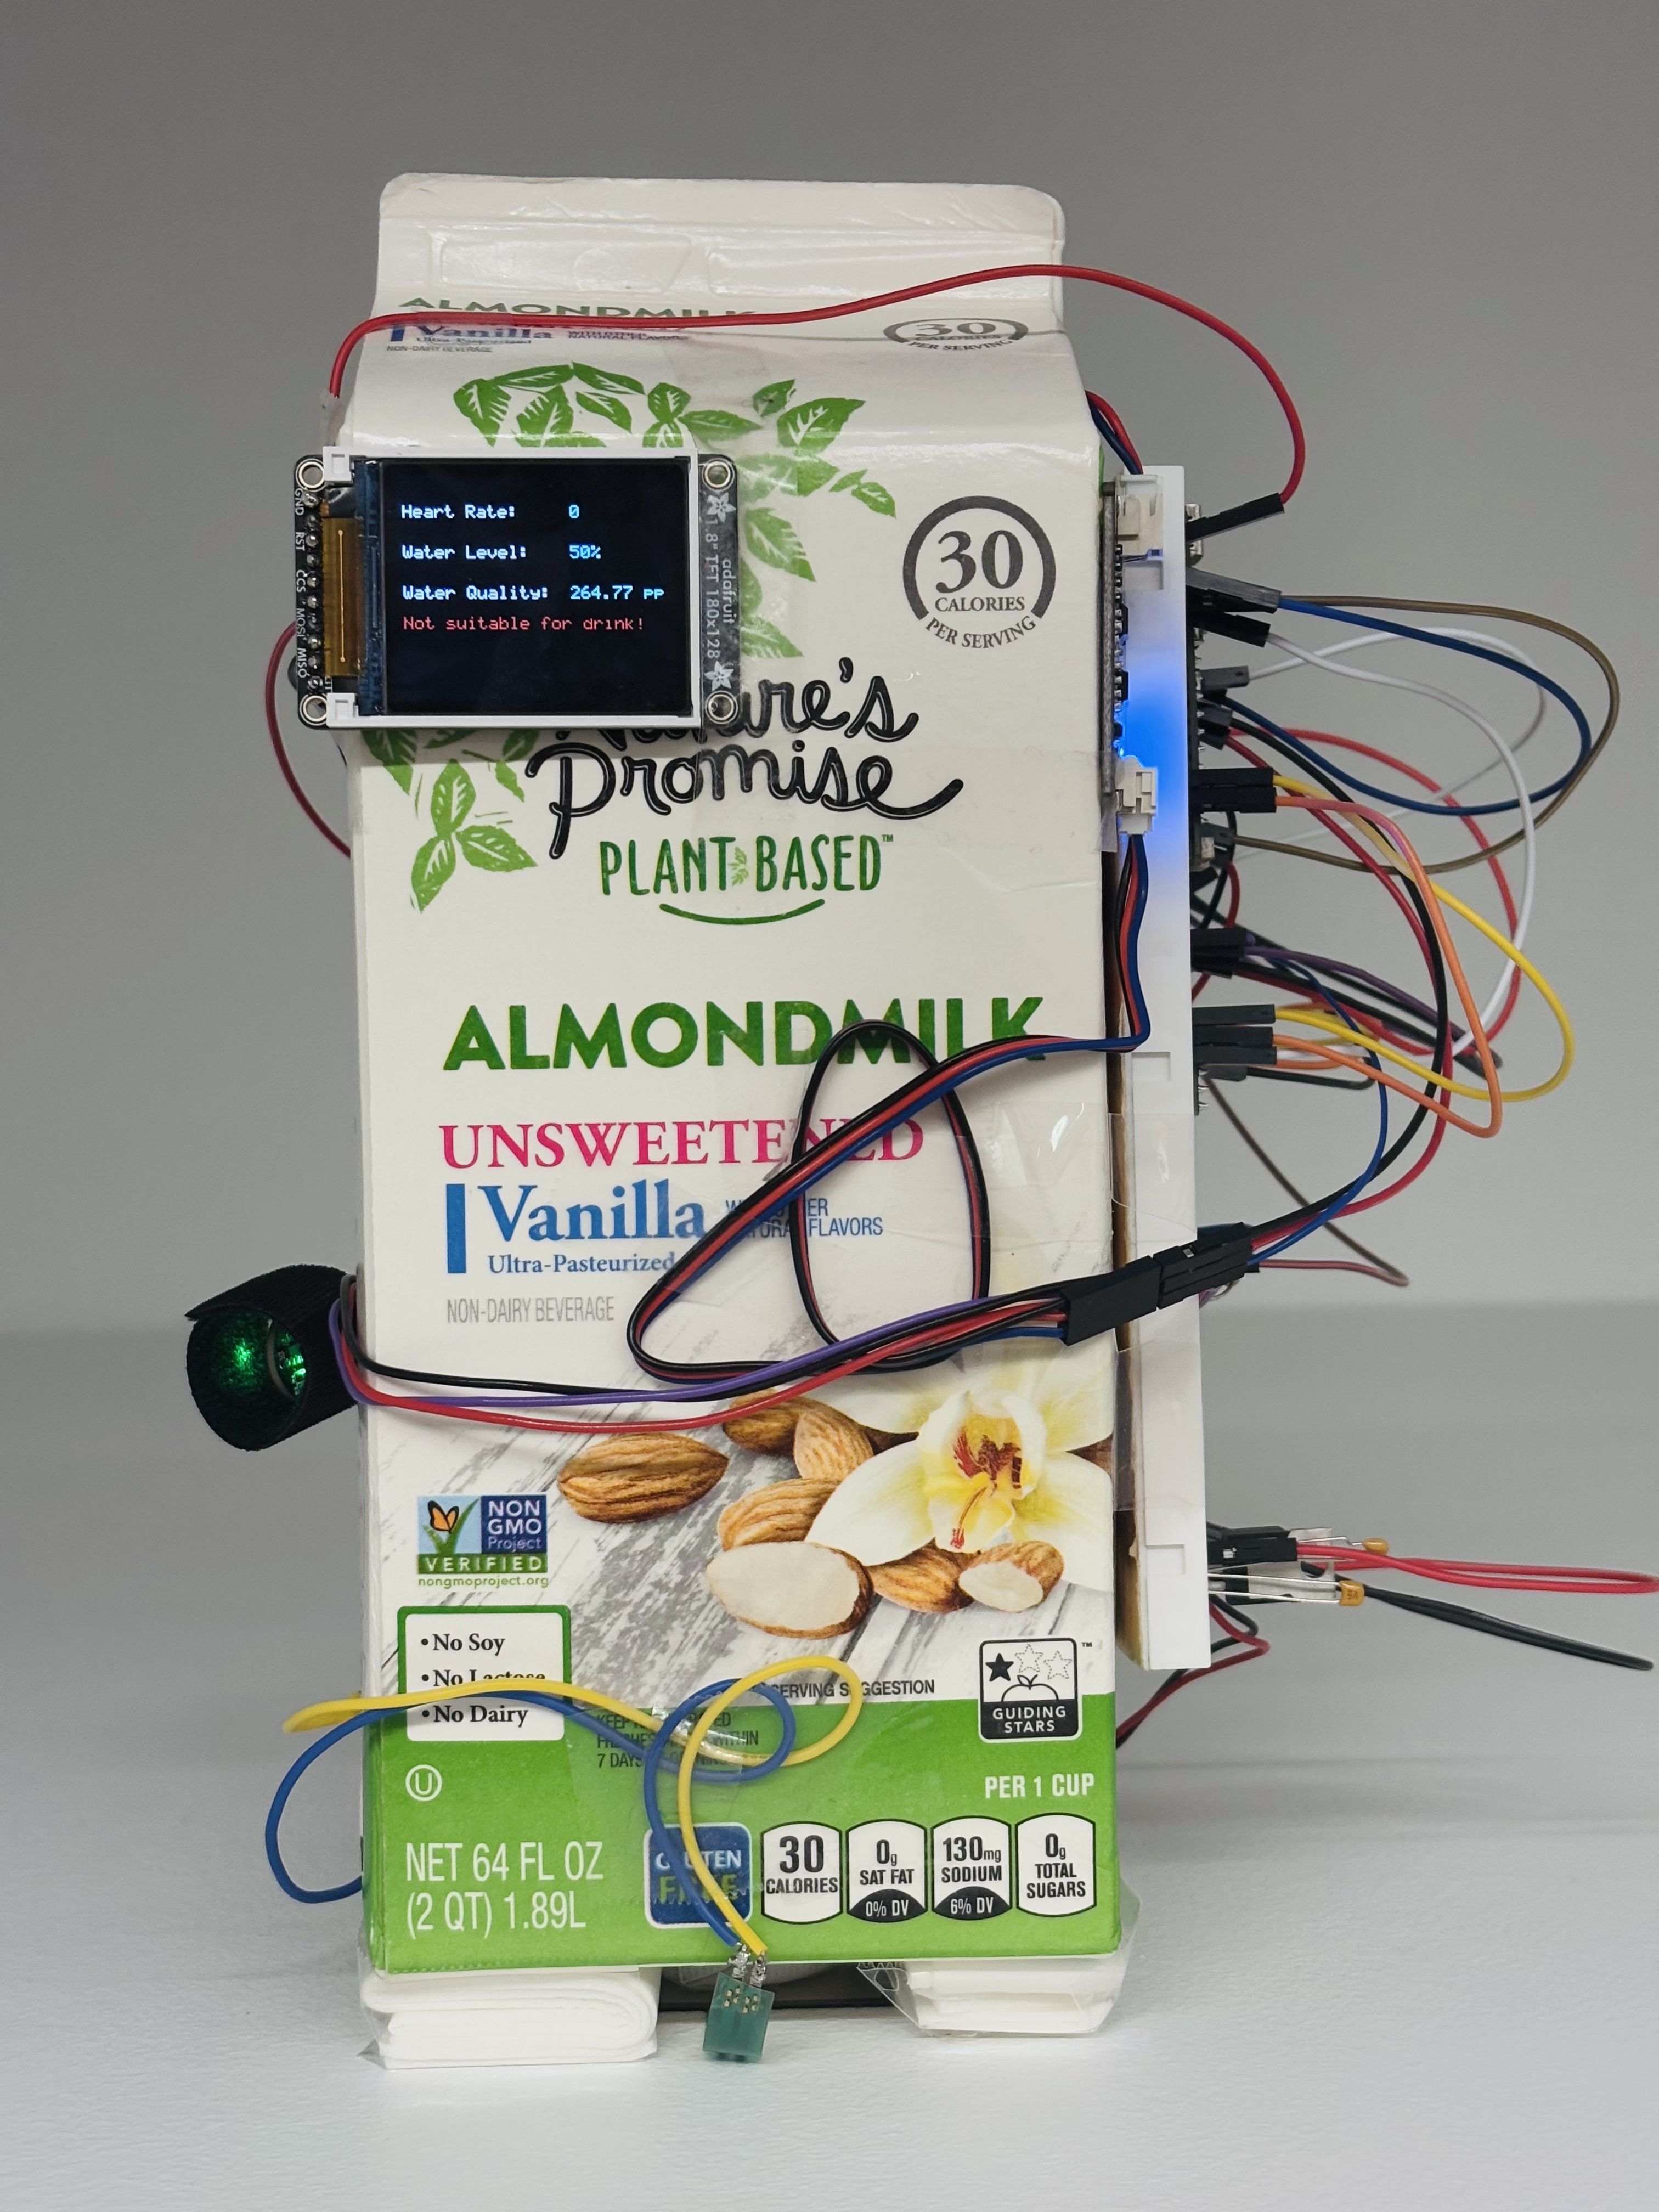 ALMONDMILK
Vanilla WITH OTHER
Ultra-Pasteurized NATURAL FLAVORS
NON-DAIRY BEVERAGE
30
CALORIES
PER SERVING
Heart Rate: 0
Water Level: 50%
Water Quality: 264.77 pp
Not suitable for drink!
GND
RST
CCS
MOSI
MISO
adafruit
1.8" TFT 180x128
30
CALORIES
PER SERVING
ure's
Promise
PLANT BASED™
ALMONDMILK
UNSWEETENED
Vanilla
ER
FLAVORS
Ultra-Pasteurized
NON-DAIRY BEVERAGE
NON
GMO
Project
VERIFIED
nongmoproject.org
• No Soy
• No Lactose
• No Dairy
SERVING SUGGESTION
GUIDING
STARS
™
KEEP
7 DAYS
U
PER 1 CUP
NET 64 FL OZ
(2 QT) 1.89L
GLUTEN
FREE
30
CALORIES
0g
SAT FAT
0% DV
130mg
SODIUM
6% DV
0g
TOTAL
SUGARS